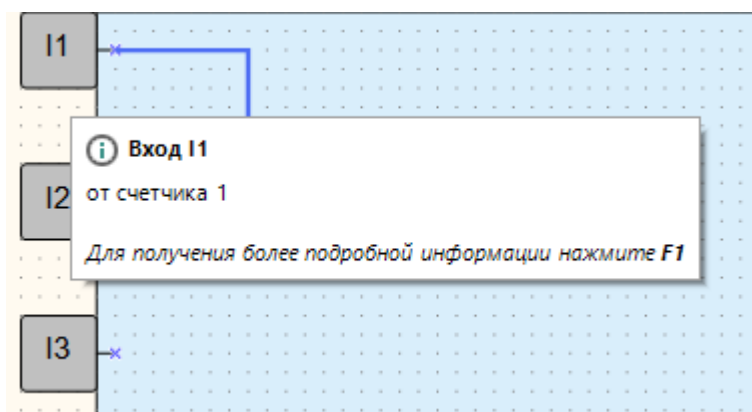 I1
Вход I1
I2
от счетчика 1
Для получения более подробной информации нажмите F1
I3